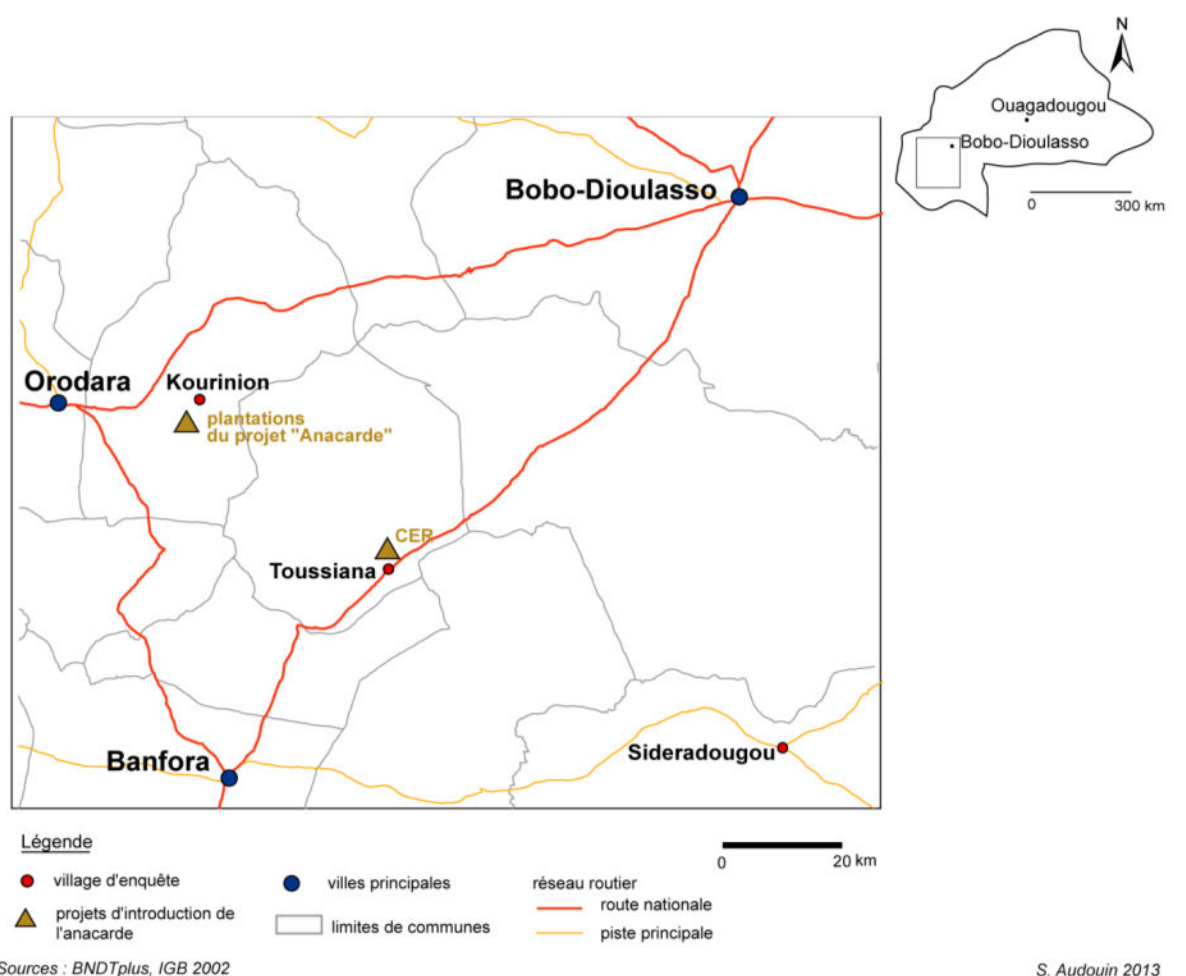 N
Ouagadougou
Bobo-Dioulasso
0 300 km
Bobo-Dioulasso
Orodara
Kourinion
plantations
du projet "Anacarde"
CER
Toussiana
Banfora
Sideradougou
Légende
0 20 km
village d'enquête
villes principales
réseau routier
route nationale
projets d'introduction de
l'anacarde
limites de communes
piste principale
Sources : BNDTplus, IGB 2002
S. Audouin 2013